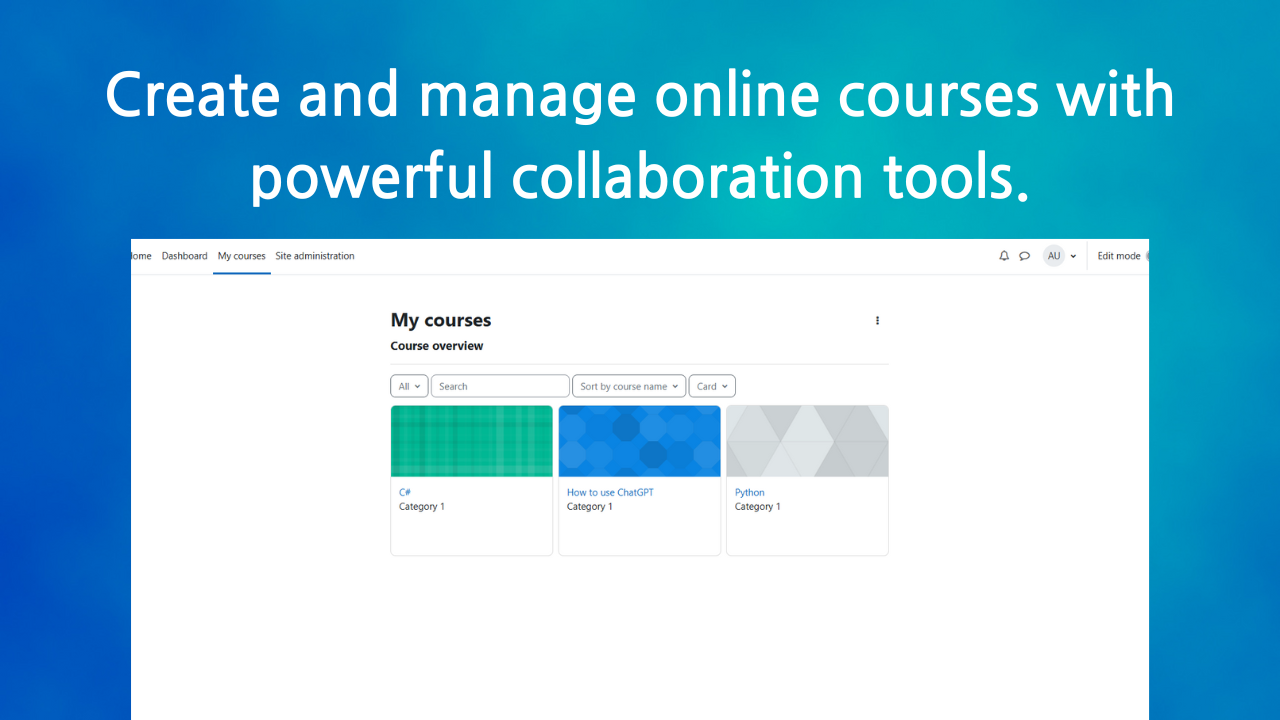 Create and manage online courses with
powerful collaboration tools.
ome Dashboard My courses Site administration AU Edit mode
My courses
Course overview
All Search Sort by course name Card
C# How to use ChatGPT Python
Category 1 Category 1 Category 1